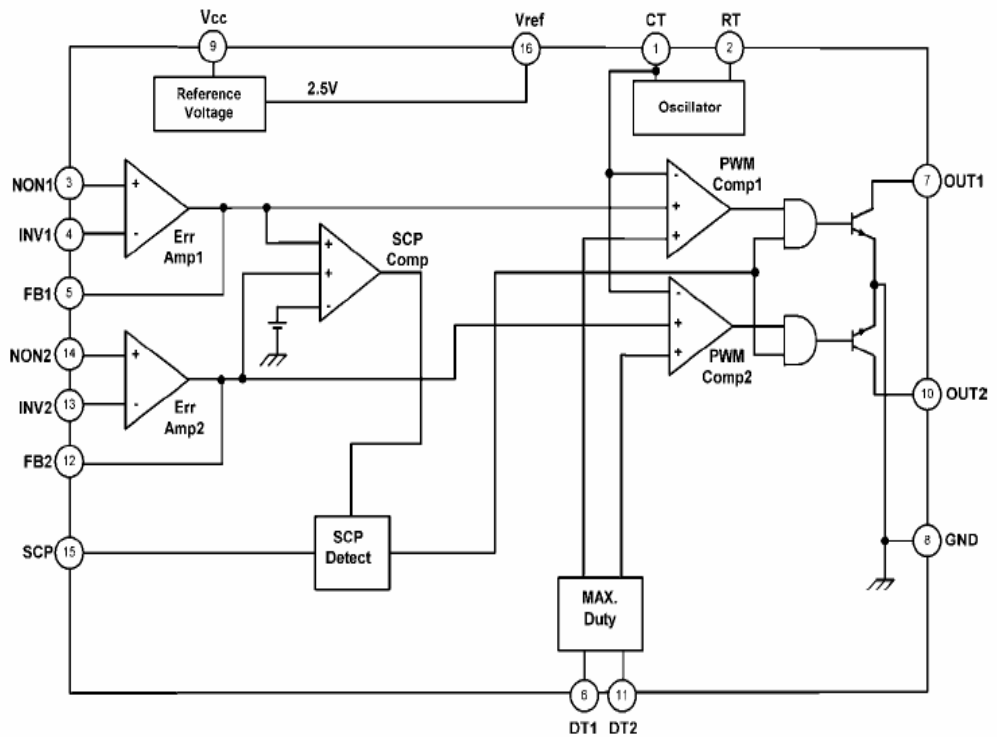 Vcc
Vref
CT
RT
9
16
1
2
Reference
Voltage
2.5V
Oscillator
NON1
3
+
INV1
4
-
Err
Amp1
FB1
5
SCP
Comp
+
+
-
PWM
Comp1
-
+
+
7
OUT1
NON2
14
+
INV2
13
-
Err
Amp2
FB2
12
-
+
+
PWM
Comp2
10
OUT2
SCP
15
SCP
Detect
8
GND
MAX.
Duty
6
11
DT1
DT2